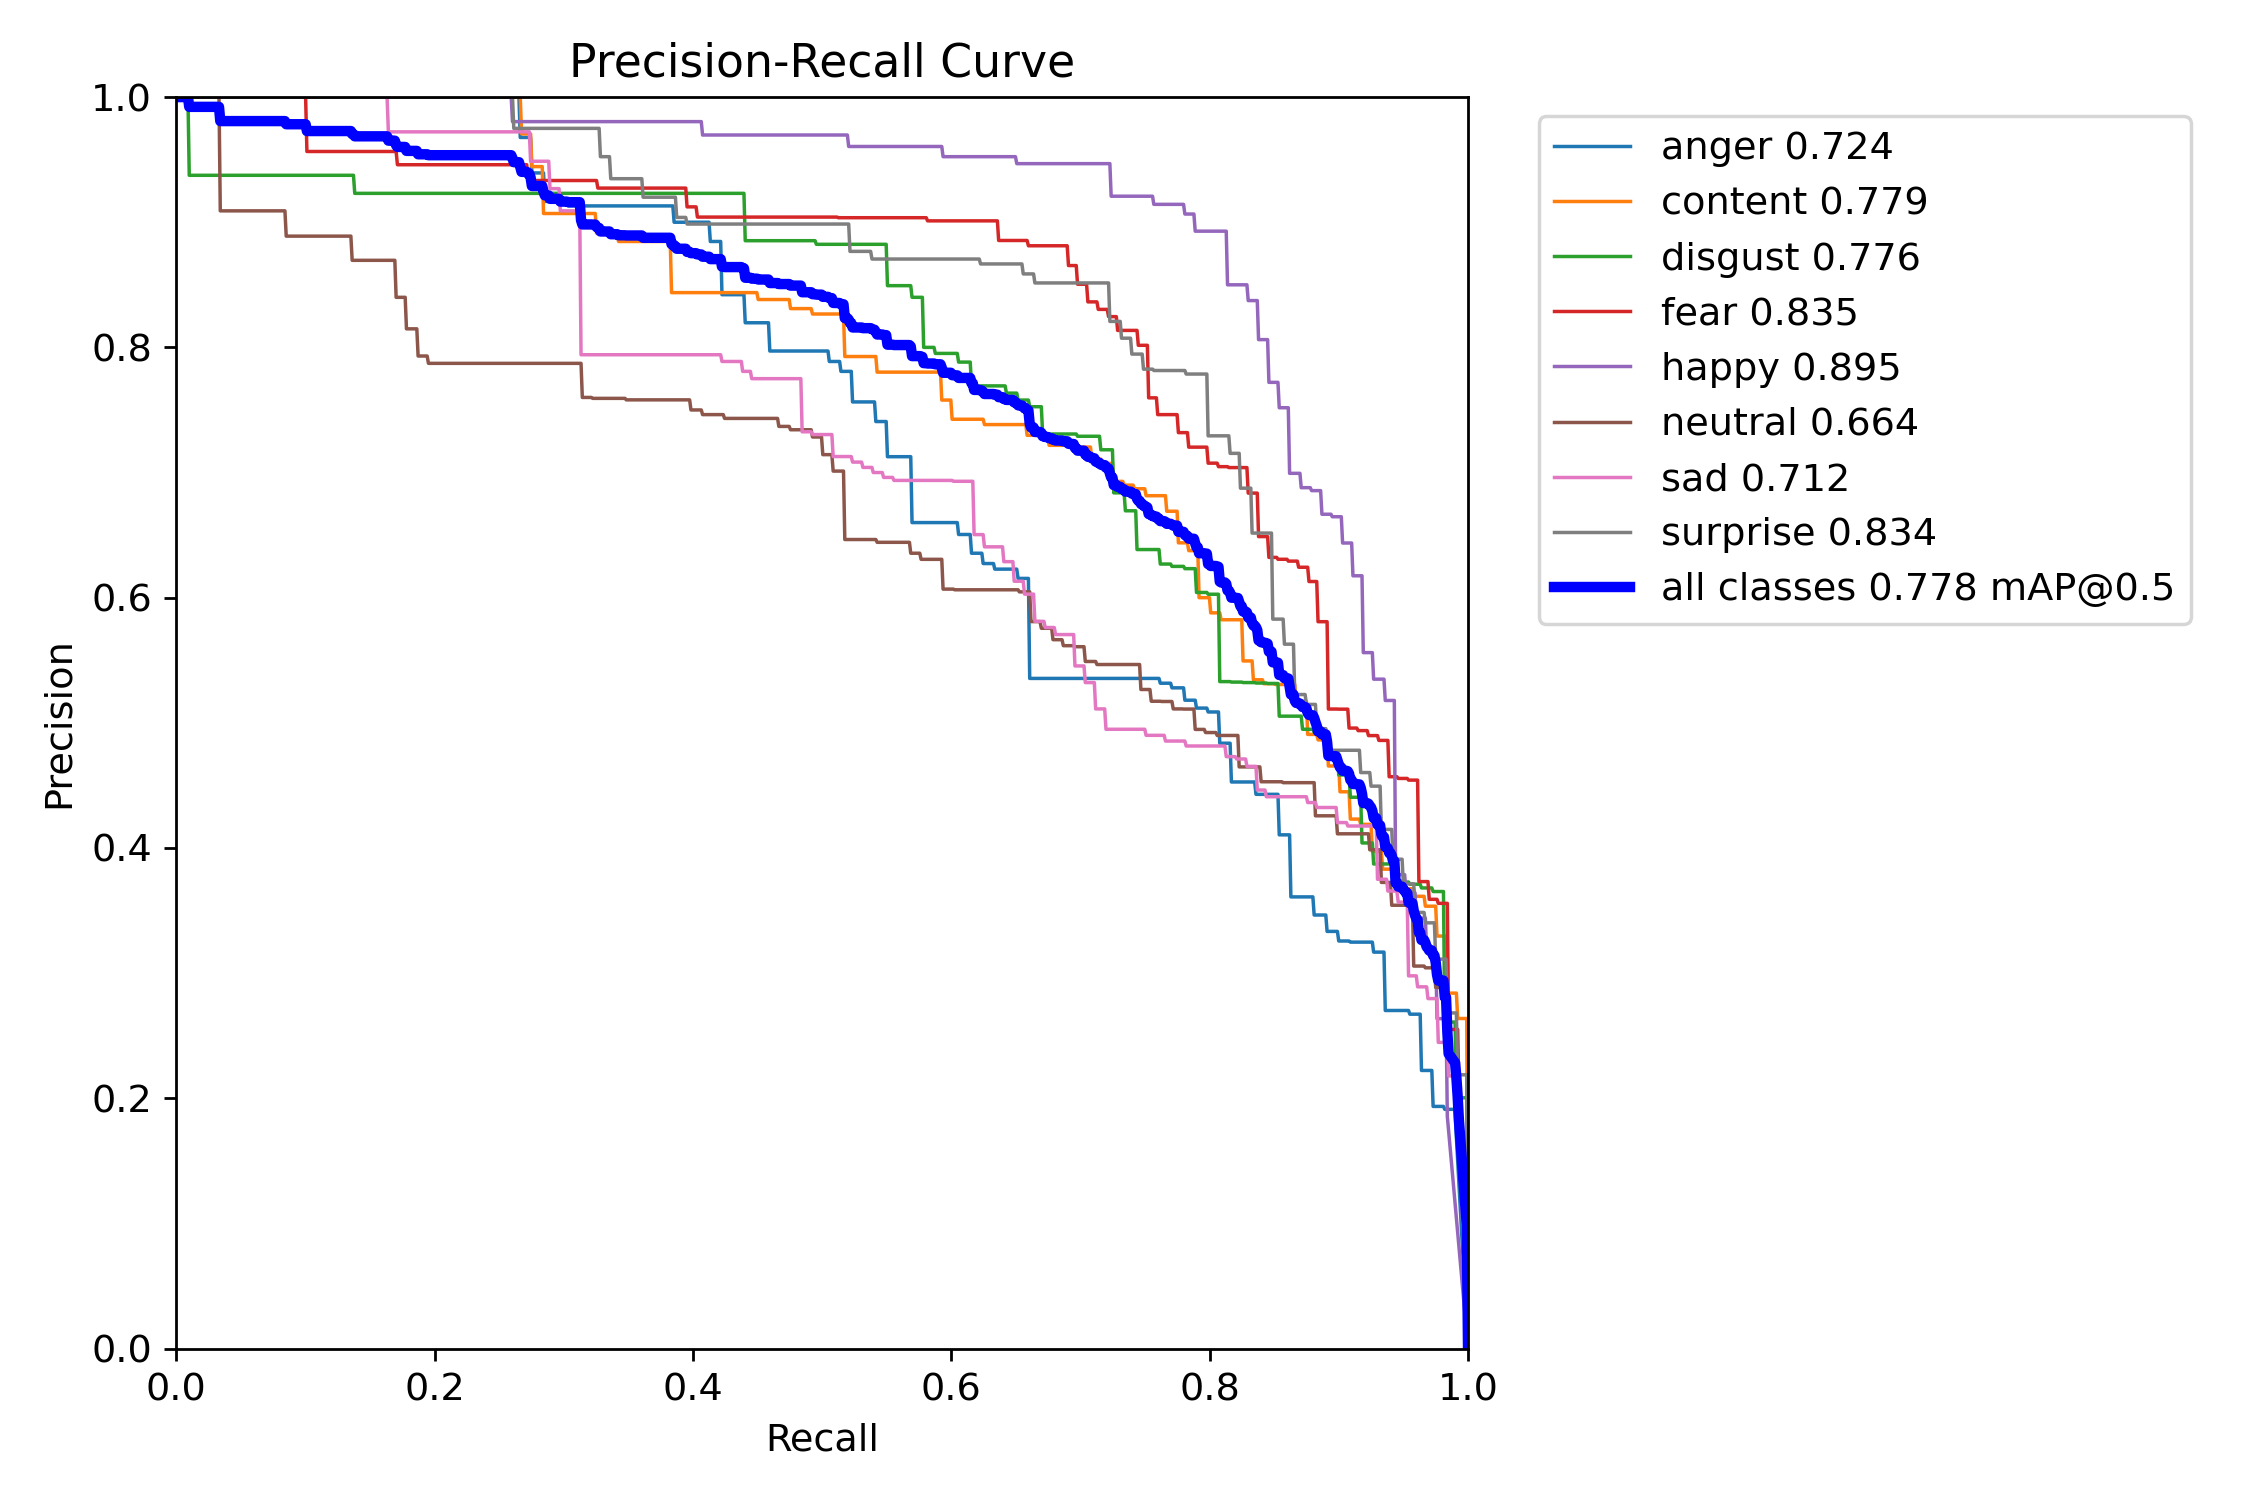 Precision-Recall Curve
1.0
0.8
0.6
0.4
0.2
0.0
Precision
0.0 0.2 0.4 0.6 0.8 1.0
Recall
anger 0.724
content 0.779
disgust 0.776
fear 0.835
happy 0.895
neutral 0.664
sad 0.712
surprise 0.834
all classes 0.778 mAP@0.5